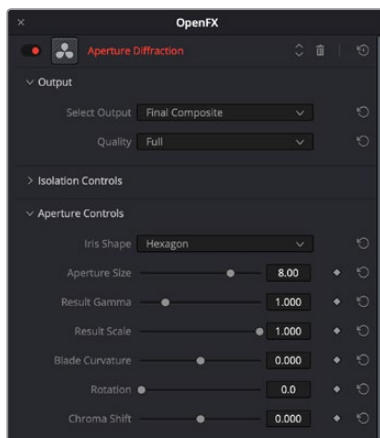 OpenFX
Aperture Diffraction
Output
Select Output Final Composite
Quality Full
Isolation Controls
Aperture Controls
Iris Shape Hexagon
Aperture Size 8.00
Result Gamma 1.000
Result Scale 1.000
Blade Curvature 0.000
Rotation 0.0
Chroma Shift 0.000